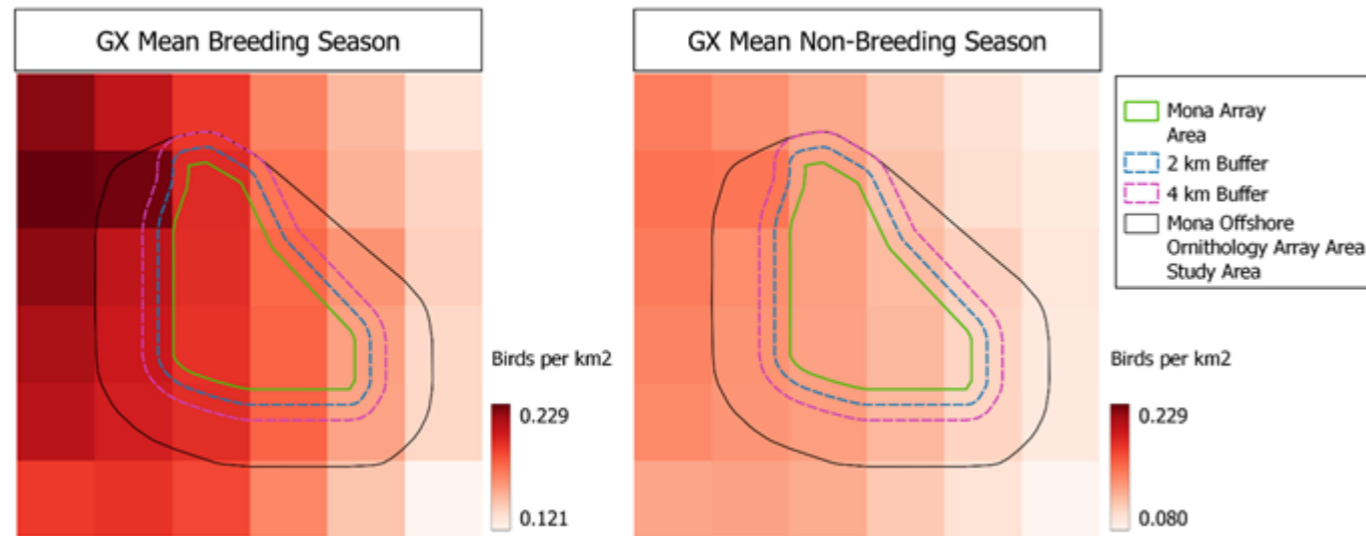 GX Mean Breeding Season
GX Mean Non-Breeding Season
Mona Array
Area
2 km Buffer
4 km Buffer
Mona Offshore
Ornithology Array Area
Study Area
Birds per km2
0.229
0.121
Birds per km2
0.229
0.080